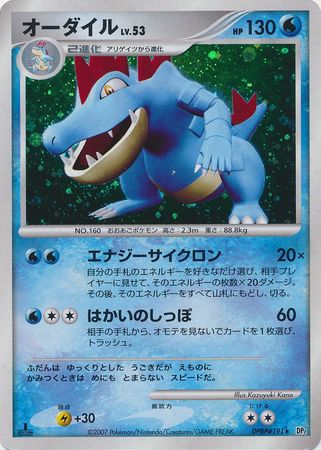 オーダイル LV.53 HP 130
2進化 アリゲイツから進化
NO.160 おおあごポケモン 高さ:2.3m 重さ:88.8kg
エナジーサイクロン 20×
自分の手札のエネルギーを好きなだけ選び、相手プレイ
ヤーに見せて、そのエネルギーの枚数×20ダメージ。
その後、そのエネルギーをすべて山札にもどし、切る。
はかいのしっぽ 60
相手の手札から、オモテを見ないでカードを1枚選び、
トラッシュ。
ふだんは ゆっくりとした うごきだが えものに
かみつくときは めにも とまらない スピードだ。
Illus. Kazuyuki Kano
弱点 抵抗力 にげる
+30
DPBP#191 ★ DP2
©2007 Pokémon/Nintendo/Creatures/GAME FREAK.